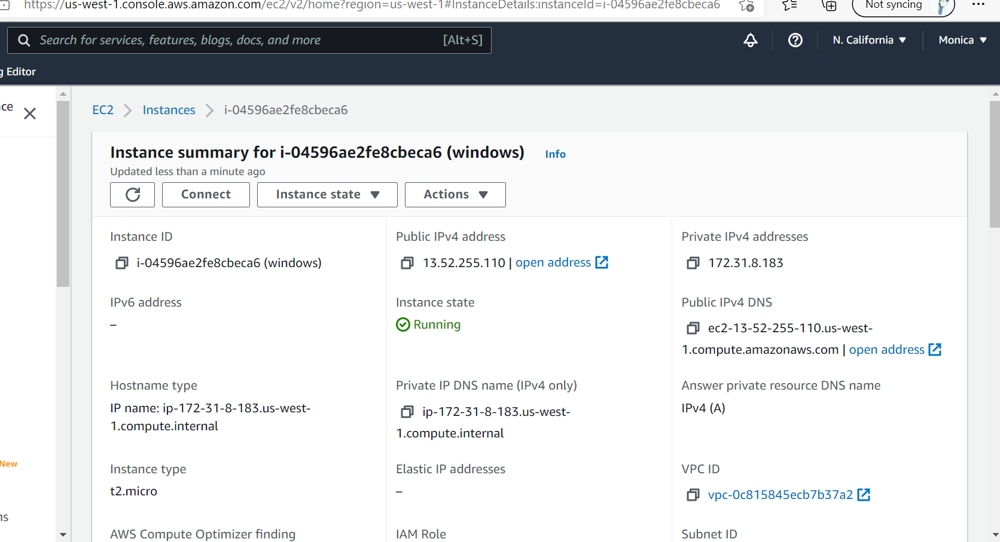 https://us-west-1.console.aws.amazon.com/ec2/v2/home?region=us-west-1#InstanceDetails:instanceId=i-04596ae2fe8cbeca6
Not syncing
Search for services, features, blogs, docs, and more [Alt+S]
N. California
Monica
g Editor
ce
EC2 > Instances > i-04596ae2fe8cbeca6
Instance summary for i-04596ae2fe8cbeca6 (windows) Info
Updated less than a minute ago
Connect
Instance state
Actions
Instance ID
i-04596ae2fe8cbeca6 (windows)
Public IPv4 address
13.52.255.110 | open address
Private IPv4 addresses
172.31.8.183
IPv6 address
–
Instance state
Running
Public IPv4 DNS
ec2-13-52-255-110.us-west-
1.compute.amazonaws.com | open address
Hostname type
IP name: ip-172-31-8-183.us-west-
1.compute.internal
Private IP DNS name (IPv4 only)
ip-172-31-8-183.us-west-
1.compute.internal
Answer private resource DNS name
IPv4 (A)
New
Instance type
t2.micro
Elastic IP addresses
–
VPC ID
vpc-0c815845ecb7b37a2
ns
AWS Compute Optimizer finding
IAM Role
Subnet ID